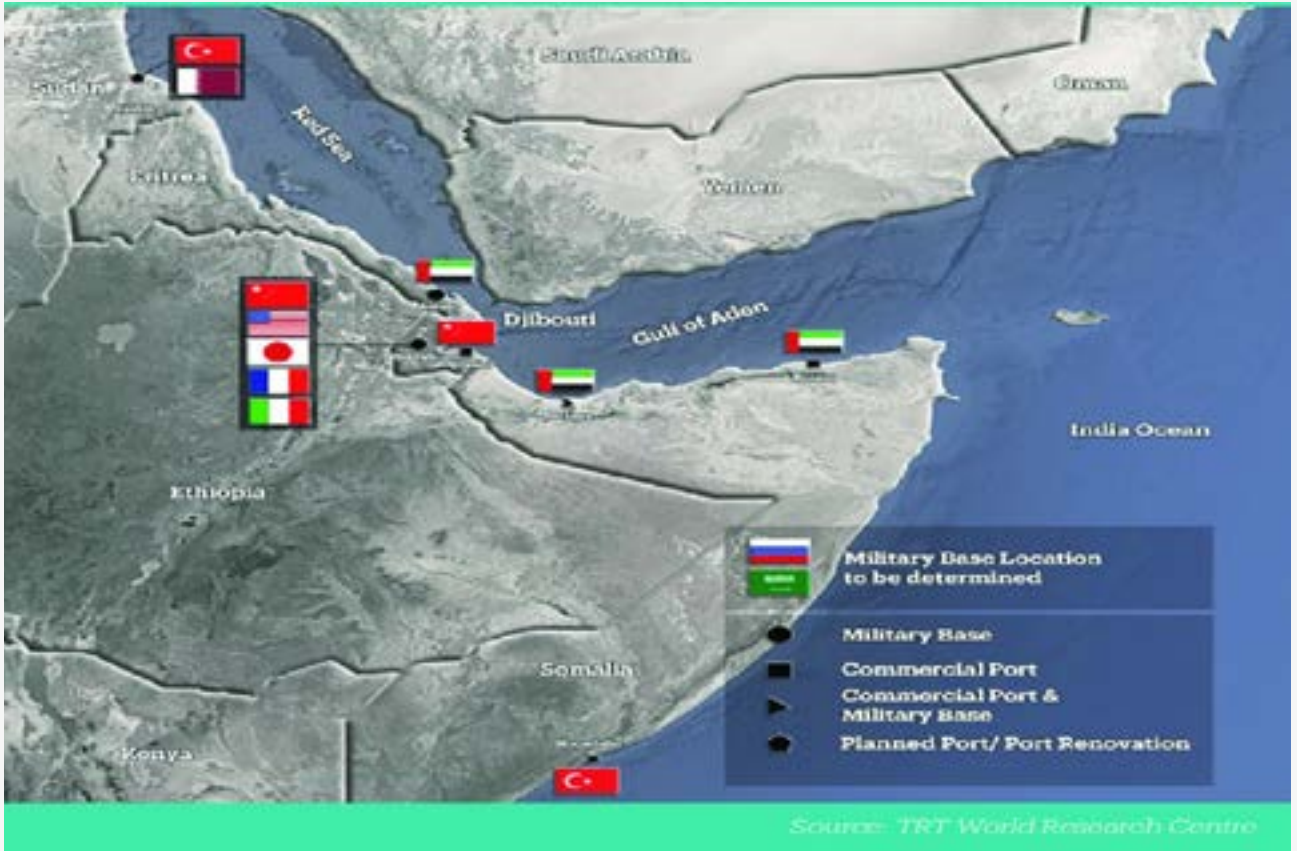 Saudi Arabia
Oman
Sudan
Red Sea
Eritrea
Yemen
Djibouti
Gulf of Aden
India Ocean
Ethiopia
Military Base Location
to be determined
Military Base
Somalia
Commercial Port
Commercial Port &
Military Base
Planned Port/ Port Renovation
Kenya
Source: TRT World Research Centre